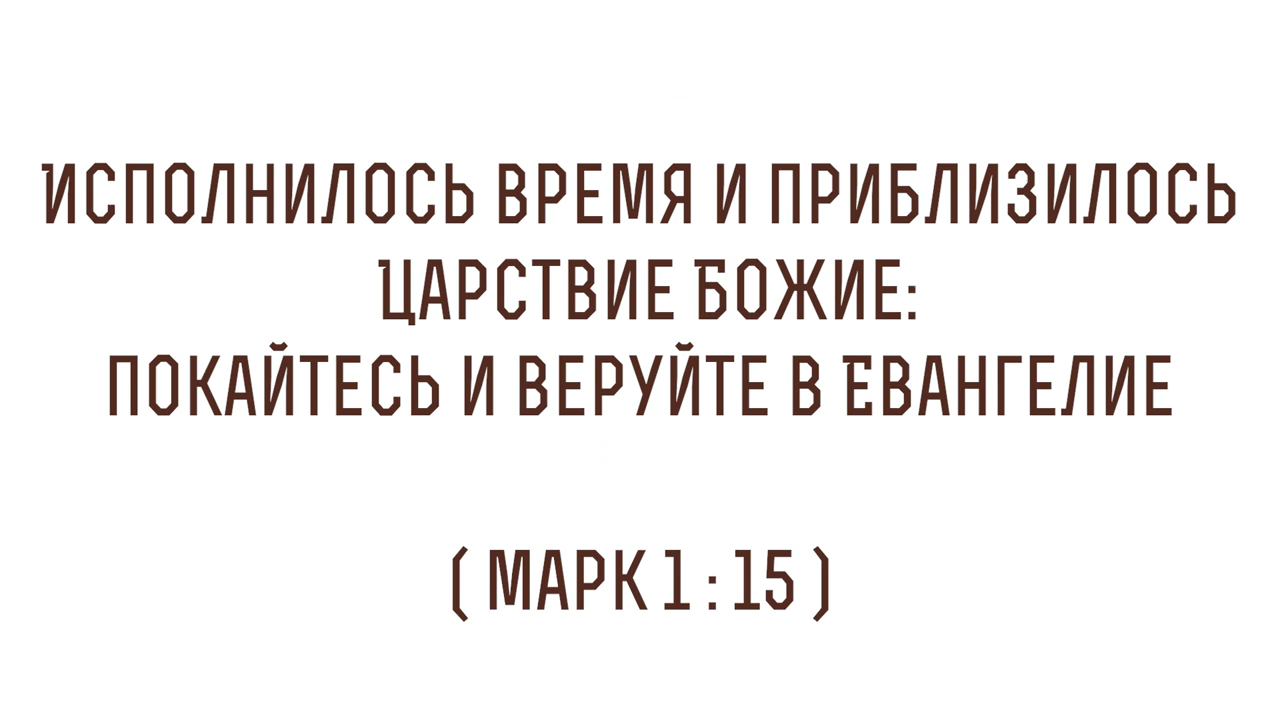 ИСПОЛНИЛОСЬ ВРЕМЯ И ПРИБЛИЗИЛОСЬ
ЦАРСТВИЕ БОЖИЕ:
ПОКАЙТЕСЬ И ВЕРУЙТЕ В ЕВАНГЕЛИЕ
( МАРК 1 : 15 )